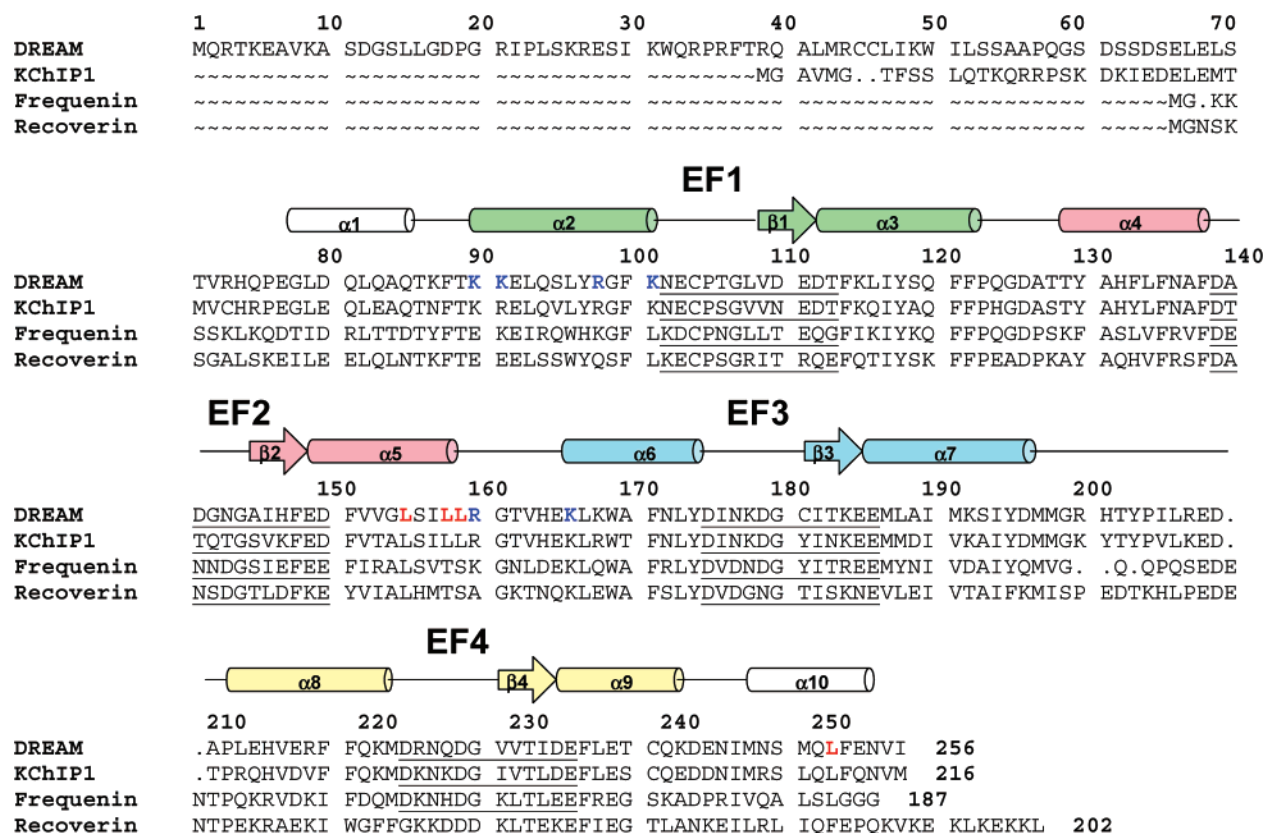 1 10 20 30 40 50 60 70
DREAM MQRTKEAVKA SDGSLLGDPG RIPLSKRESI KWQRPRFTRQ ALMRCCLIKW ILSSAAPQGS DSSDSELELS
KChIP1 ~~~~~~~~~~ ~~~~~~~~~~ ~~~~~~~~~~ ~~~~~~~~MG AVMG..TFSS LQTKQRRPSK DKIEDELEMT
Frequenin ~~~~~~~~~~ ~~~~~~~~~~ ~~~~~~~~~~ ~~~~~~~~~~ ~~~~~~~~~~ ~~~~~~~~~~ ~~~~~MG.KK
Recoverin ~~~~~~~~~~ ~~~~~~~~~~ ~~~~~~~~~~ ~~~~~~~~~~ ~~~~~~~~~~ ~~~~~~~~~~ ~~~~~MGNSK
EF1
α1 α2 β1 α3 α4
80 90 100 110 120 130 140
DREAM TVRHQPEGLD QLQAQTKFTK KELQSLYRGF KNECPTGLVD EDTFKLIYSQ FFPQGDATTY AHFLFNAFDA
KChIP1 MVCHRPEGLE QLEAQTNFTK RELQVLYRGF KNECPSGVVN EDTFKQIYAQ FFPHGDASTY AHYLFNAFDT
Frequenin SSKLKQDTID RLTTDTYFTE KEIRQWHKGF LKDCPNGLLT EQGFIKIYKQ FFPQGDPSKF ASLVFRVFDE
Recoverin SGALSKEILE ELQLNTKFTE EELSSWYQSF LKECPSGRIT RQEFQTIYSK FFPEADPKAY AQHVFRSFDA
EF2 EF3
β2 α5 α6 β3 α7
150 160 170 180 190 200
DREAM DGNGAIHFED FVVGLSILLR GTVHEKLKWA FNLYDINKDG CITKEEMLAI MKSIYDMMGR HTYPILRED.
KChIP1 TQTGSVKFED FVTALSILLR GTVHEKLRWT FNLYDINKDG YINKEEMMDI VKAIYDMMGK YTYPVLKED.
Frequenin NNDGSIEFEE FIRALSVTSK GNLDEKLQWA FRLYDVDNDG YITREEMYNI VDAIYQMVG. .Q.QPQSEDE
Recoverin NSDGTLDFKE YVIALHMTSA GKTNQKLEWA FSLYDVDGNG TISKNEVLEI VTAIFKMISP EDTKHLPEDE
EF4
α8 β4 α9 α10
210 220 230 240 250
DREAM .APLEHVERF FQKMDRNQDG VVTIDEFLET CQKDENIMNS MQLFENVI 256
KChIP1 .TPRQHVDVF FQKMDKNKDG IVTLDEFLES CQEDDNIMRS LQLFQNVM 216
Frequenin NTPQKRVDKI FDQMDKNHDG KLTLEEFREG SKADPRIVQA LSLGGG 187
Recoverin NTPEKRAEKI WGFFGKKDDD KLTEKEFIEG TLANKEILRL IQFEPQKVKE KLKEKKL 202